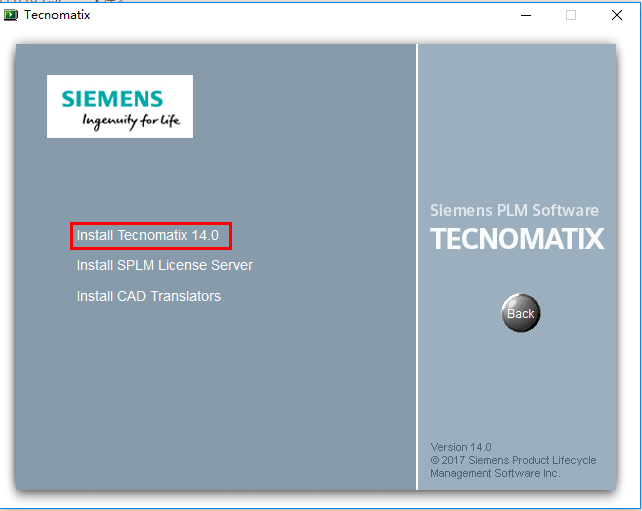 Tecnomatix
SIEMENS
Ingenuity for life
Install Tecnomatix 14.0
Install SPLM License Server
Install CAD Translators
Siemens PLM Software
TECNOMATIX
Back
Version 14.0
© 2017 Siemens Product Lifecycle
Management Software Inc.